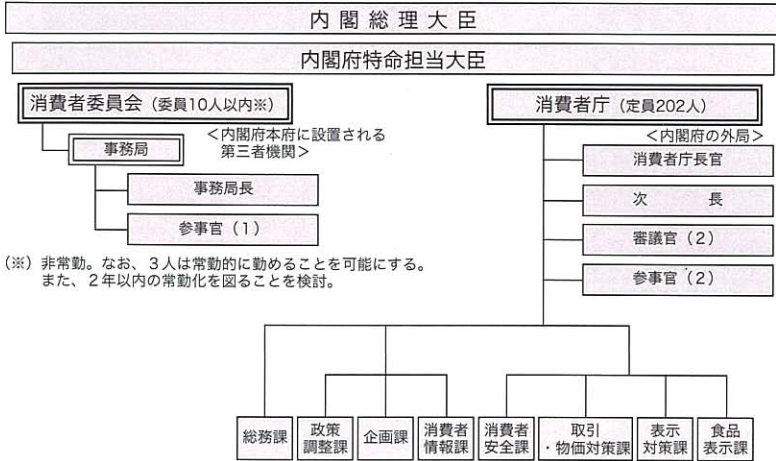 内閣総理大臣
内閣府特命担当大臣
消費者委員会（委員10人以内※）
＜内閣府本府に設置される
第三者機関＞
事務局
事務局長
参事官（１）
（※）非常勤。なお、３人は常勤的に勤めることを可能にする。
また、２年以内の常勤化を図ることを検討。
消費者庁（定員202人）
＜内閣府の外局＞
消費者庁長官
次　　長
審議官（２）
参事官（２）
総務課
政策
調整課
企画課
消費者
情報課
消費者
安全課
取引
・物価対策課
表示
対策課
食品
表示課